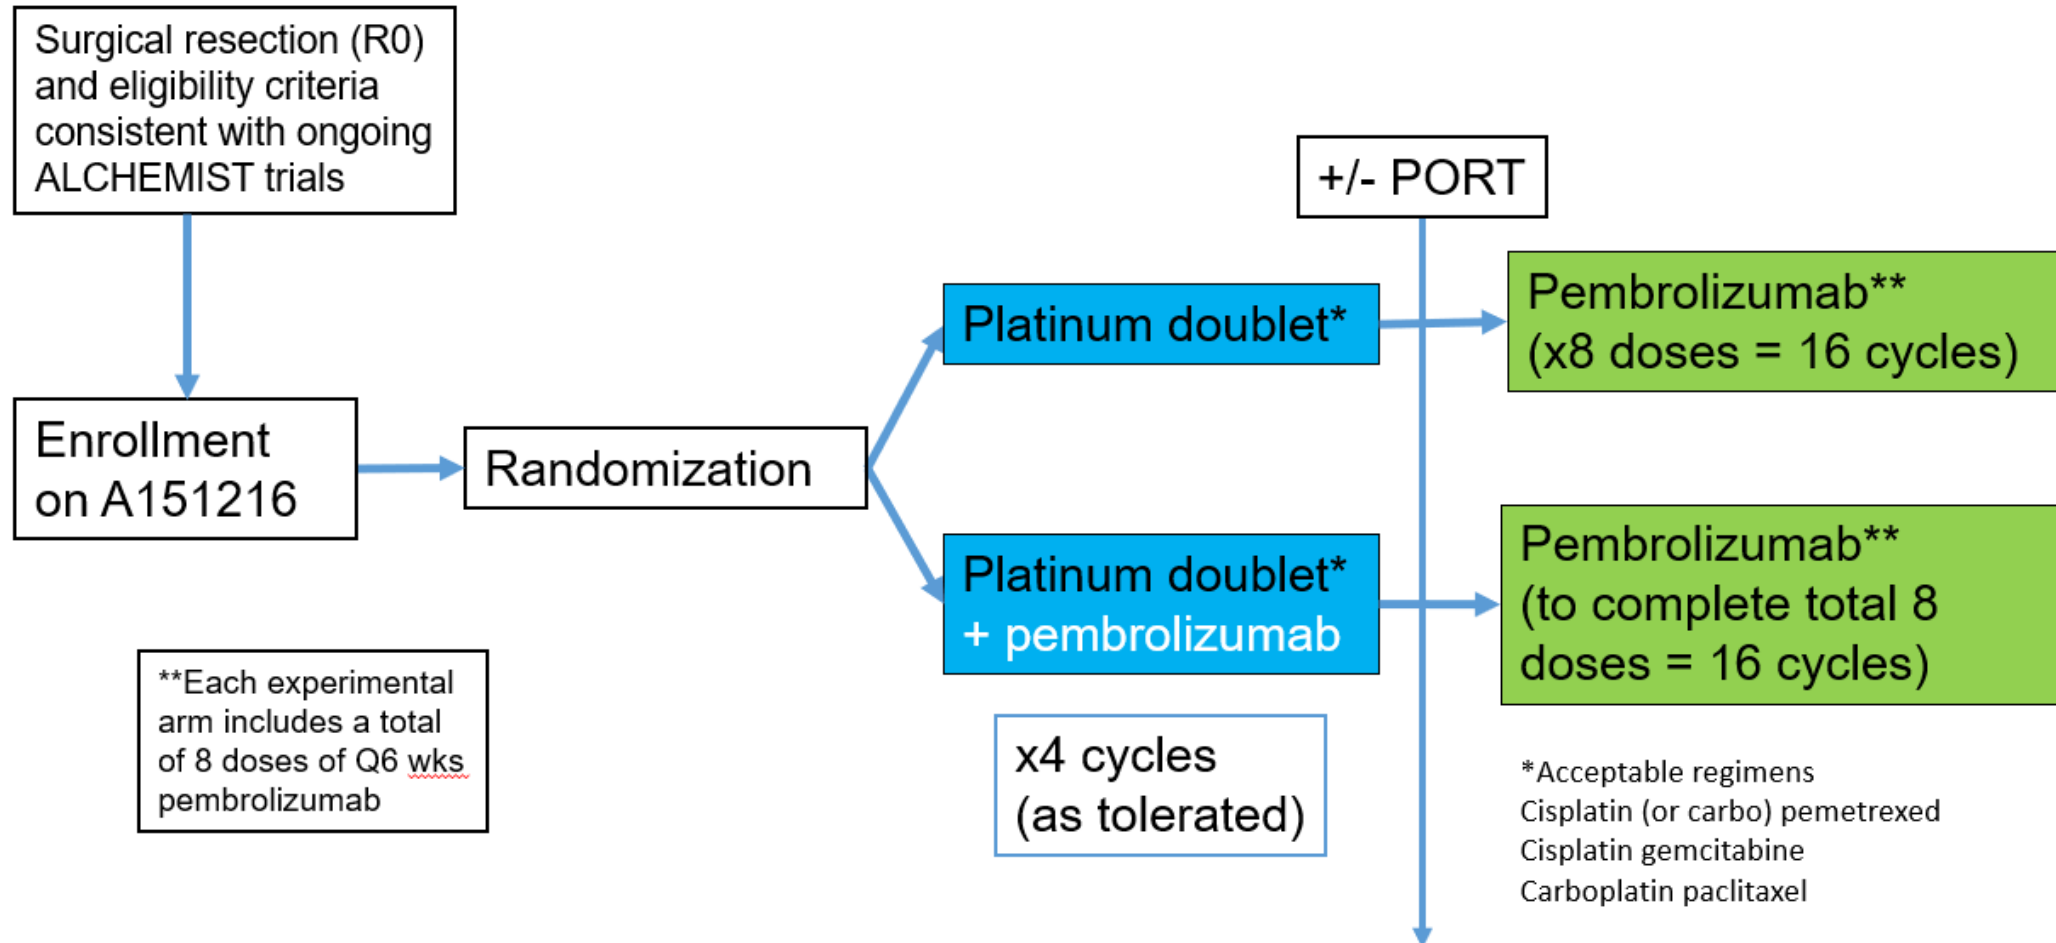 Surgical resection (R0)
and eligibility criteria
consistent with ongoing
ALCHEMIST trials
Enrollment
on A151216
Randomization
+/- PORT
Platinum doublet*
Pembrolizumab**
(x8 doses = 16 cycles)
Platinum doublet*
+ pembrolizumab
Pembrolizumab**
(to complete total 8
doses = 16 cycles)
x4 cycles
(as tolerated)
**Each experimental
arm includes a total
of 8 doses of Q6 wks
pembrolizumab
*Acceptable regimens
Cisplatin (or carbo) pemetrexed
Cisplatin gemcitabine
Carboplatin paclitaxel